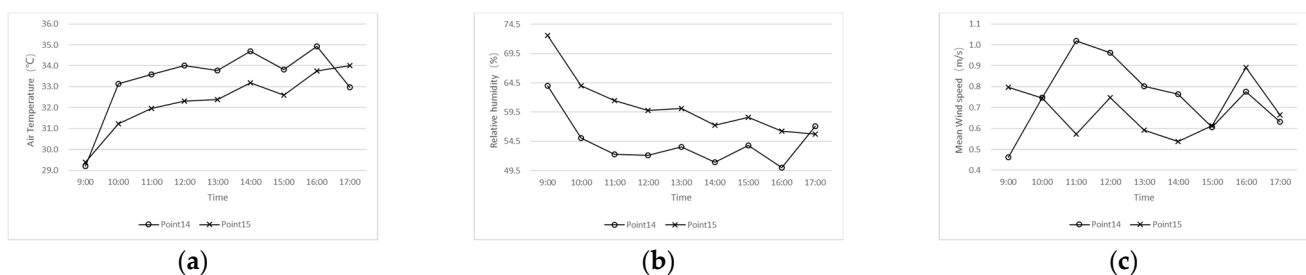 36.0
35.0
34.0
33.0
32.0
31.0
30.0
29.0
Air Temperature（℃）
9:00 10:00 11:00 12:00 13:00 14:00 15:00 16:00 17:00
Time
Point14 Point15
(a)
74.5
69.5
64.5
59.5
54.5
49.5
Relative humidity（%）
9:00 10:00 11:00 12:00 13:00 14:00 15:00 16:00 17:00
Time
Point14 Point15
(b)
1.1
1.0
0.9
0.8
0.7
0.6
0.5
0.4
Mean Wind speed（m/s）
9:00 10:00 11:00 12:00 13:00 14:00 15:00 16:00 17:00
Time
Point14 Point15
(c)